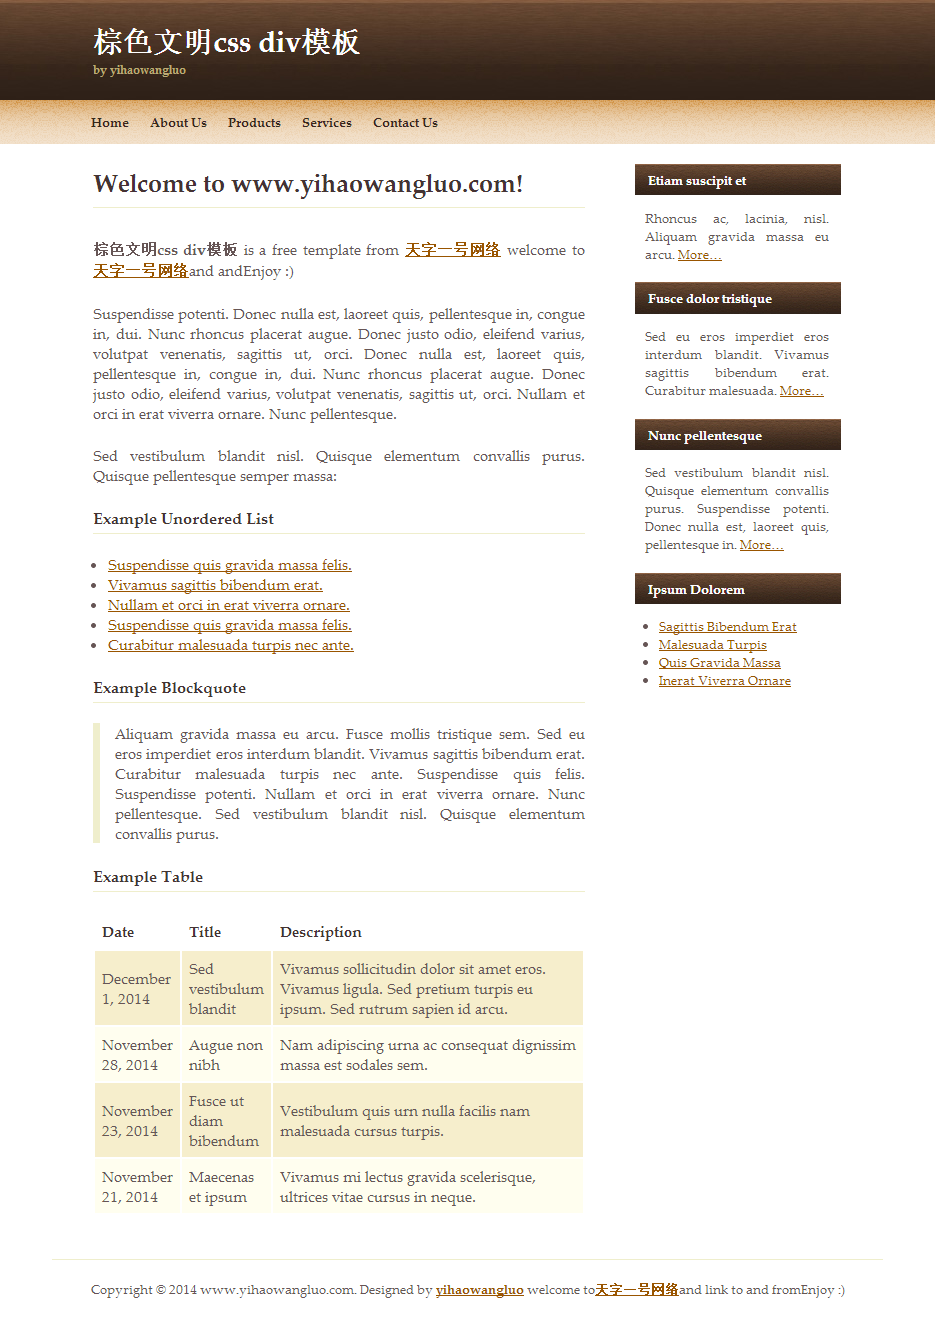 棕色文明css div模板
by yihaowangluo
Home About Us Products Services Contact Us
Welcome to www.yihaowangluo.com!
棕色文明css div模板 is a free template from 天字一号网络 welcome to
天字一号网络and andEnjoy :)
Suspendisse potenti. Donec nulla est, laoreet quis, pellentesque in, congue
in, dui. Nunc rhoncus placerat augue. Donec justo odio, eleifend varius,
volutpat venenatis, sagittis ut, orci. Donec nulla est, laoreet quis,
pellentesque in, congue in, dui. Nunc rhoncus placerat augue. Donec
justo odio, eleifend varius, volutpat venenatis, sagittis ut, orci. Nullam et
orci in erat viverra ornare. Nunc pellentesque.
Sed vestibulum blandit nisl. Quisque elementum convallis purus.
Quisque pellentesque semper massa:
Example Unordered List
• Suspendisse quis gravida massa felis.
• Vivamus sagittis bibendum erat.
• Nullam et orci in erat viverra ornare.
• Suspendisse quis gravida massa felis.
• Curabitur malesuada turpis nec ante.
Example Blockquote
Aliquam gravida massa eu arcu. Fusce mollis tristique sem. Sed eu
eros imperdiet eros interdum blandit. Vivamus sagittis bibendum erat.
Curabitur malesuada turpis nec ante. Suspendisse quis felis.
Suspendisse potenti. Nullam et orci in erat viverra ornare. Nunc
pellentesque. Sed vestibulum blandit nisl. Quisque elementum
convallis purus.
Example Table
Date Title Description
December
1, 2014
Sed
vestibulum
blandit
Vivamus sollicitudin dolor sit amet eros.
Vivamus ligula. Sed pretium turpis eu
ipsum. Sed rutrum sapien id arcu.
November
28, 2014
Augue non
nibh
Nam adipiscing urna ac consequat dignissim
massa est sodales sem.
November
23, 2014
Fusce ut
diam
bibendum
Vestibulum quis urn nulla facilis nam
malesuada cursus turpis.
November
21, 2014
Maecenas
et ipsum
Vivamus mi lectus gravida scelerisque,
ultrices vitae cursus in neque.
Etiam suscipit et
Rhoncus ac, lacinia, nisl.
Aliquam gravida massa eu
arcu. More…
Fusce dolor tristique
Sed eu eros imperdiet eros
interdum blandit. Vivamus
sagittis bibendum erat.
Curabitur malesuada. More…
Nunc pellentesque
Sed vestibulum blandit nisl.
Quisque elementum convallis
purus. Suspendisse potenti.
Donec nulla est, laoreet quis,
pellentesque in. More…
Ipsum Dolorem
• Sagittis Bibendum Erat
• Malesuada Turpis
• Quis Gravida Massa
• Inerat Viverra Ornare
Copyright © 2014 www.yihaowangluo.com. Designed by yihaowangluo welcome to天字一号网络and link to and fromEnjoy :)